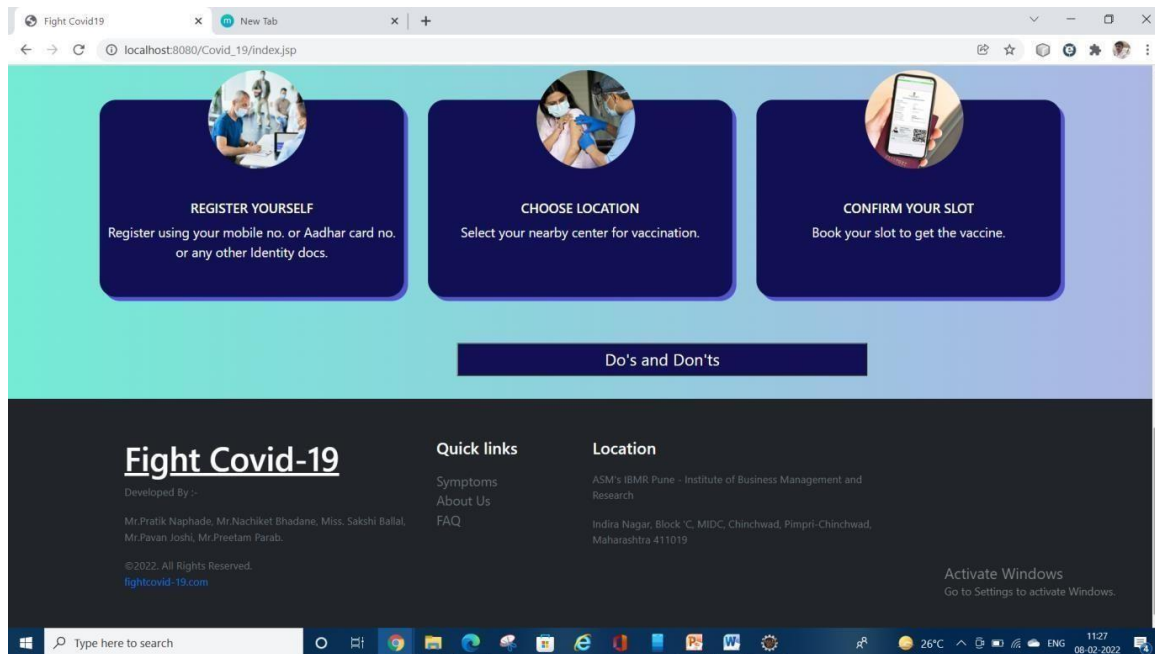 Fight Covid19
New Tab
localhost:8080/Covid_19/index.jsp
REGISTER YOURSELF
Register using your mobile no. or Aadhar card no.
or any other Identity docs.
CHOOSE LOCATION
Select your nearby center for vaccination.
CONFIRM YOUR SLOT
Book your slot to get the vaccine.
Do's and Don'ts
Fight Covid-19
Developed By :-
Mr.Pratik Naphade, Mr.Nachiket Bhadane, Miss. Sakshi Ballal,
Mr.Pavan Joshi, Mr.Preetam Parab.
©2022. All Rights Reserved.
fightcovid-19.com
Quick links
Symptoms
About Us
FAQ
Location
ASM's IBMR Pune - Institute of Business Management and
Research
Indira Nagar, Block 'C, MIDC, Chinchwad, Pimpri-Chinchwad,
Maharashtra 411019
Activate Windows
Go to Settings to activate Windows.
Type here to search
26°C
ENG
11:27
08-02-2022